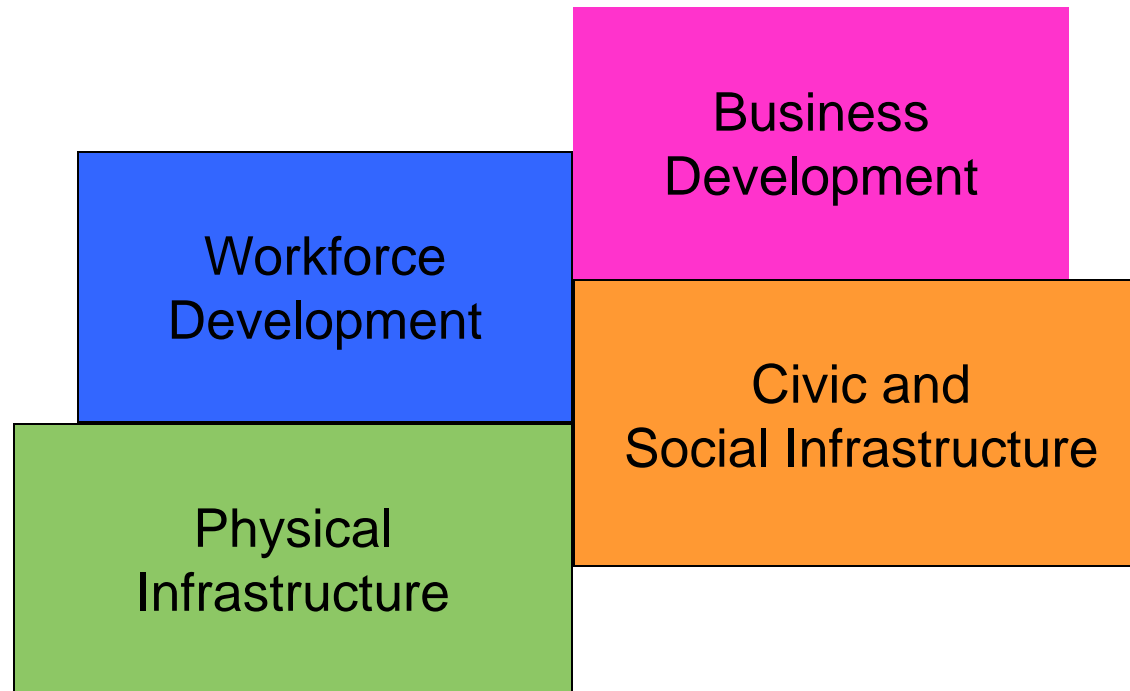 Business
Development
Workforce
Development
Civic and
Social Infrastructure
Physical
Infrastructure